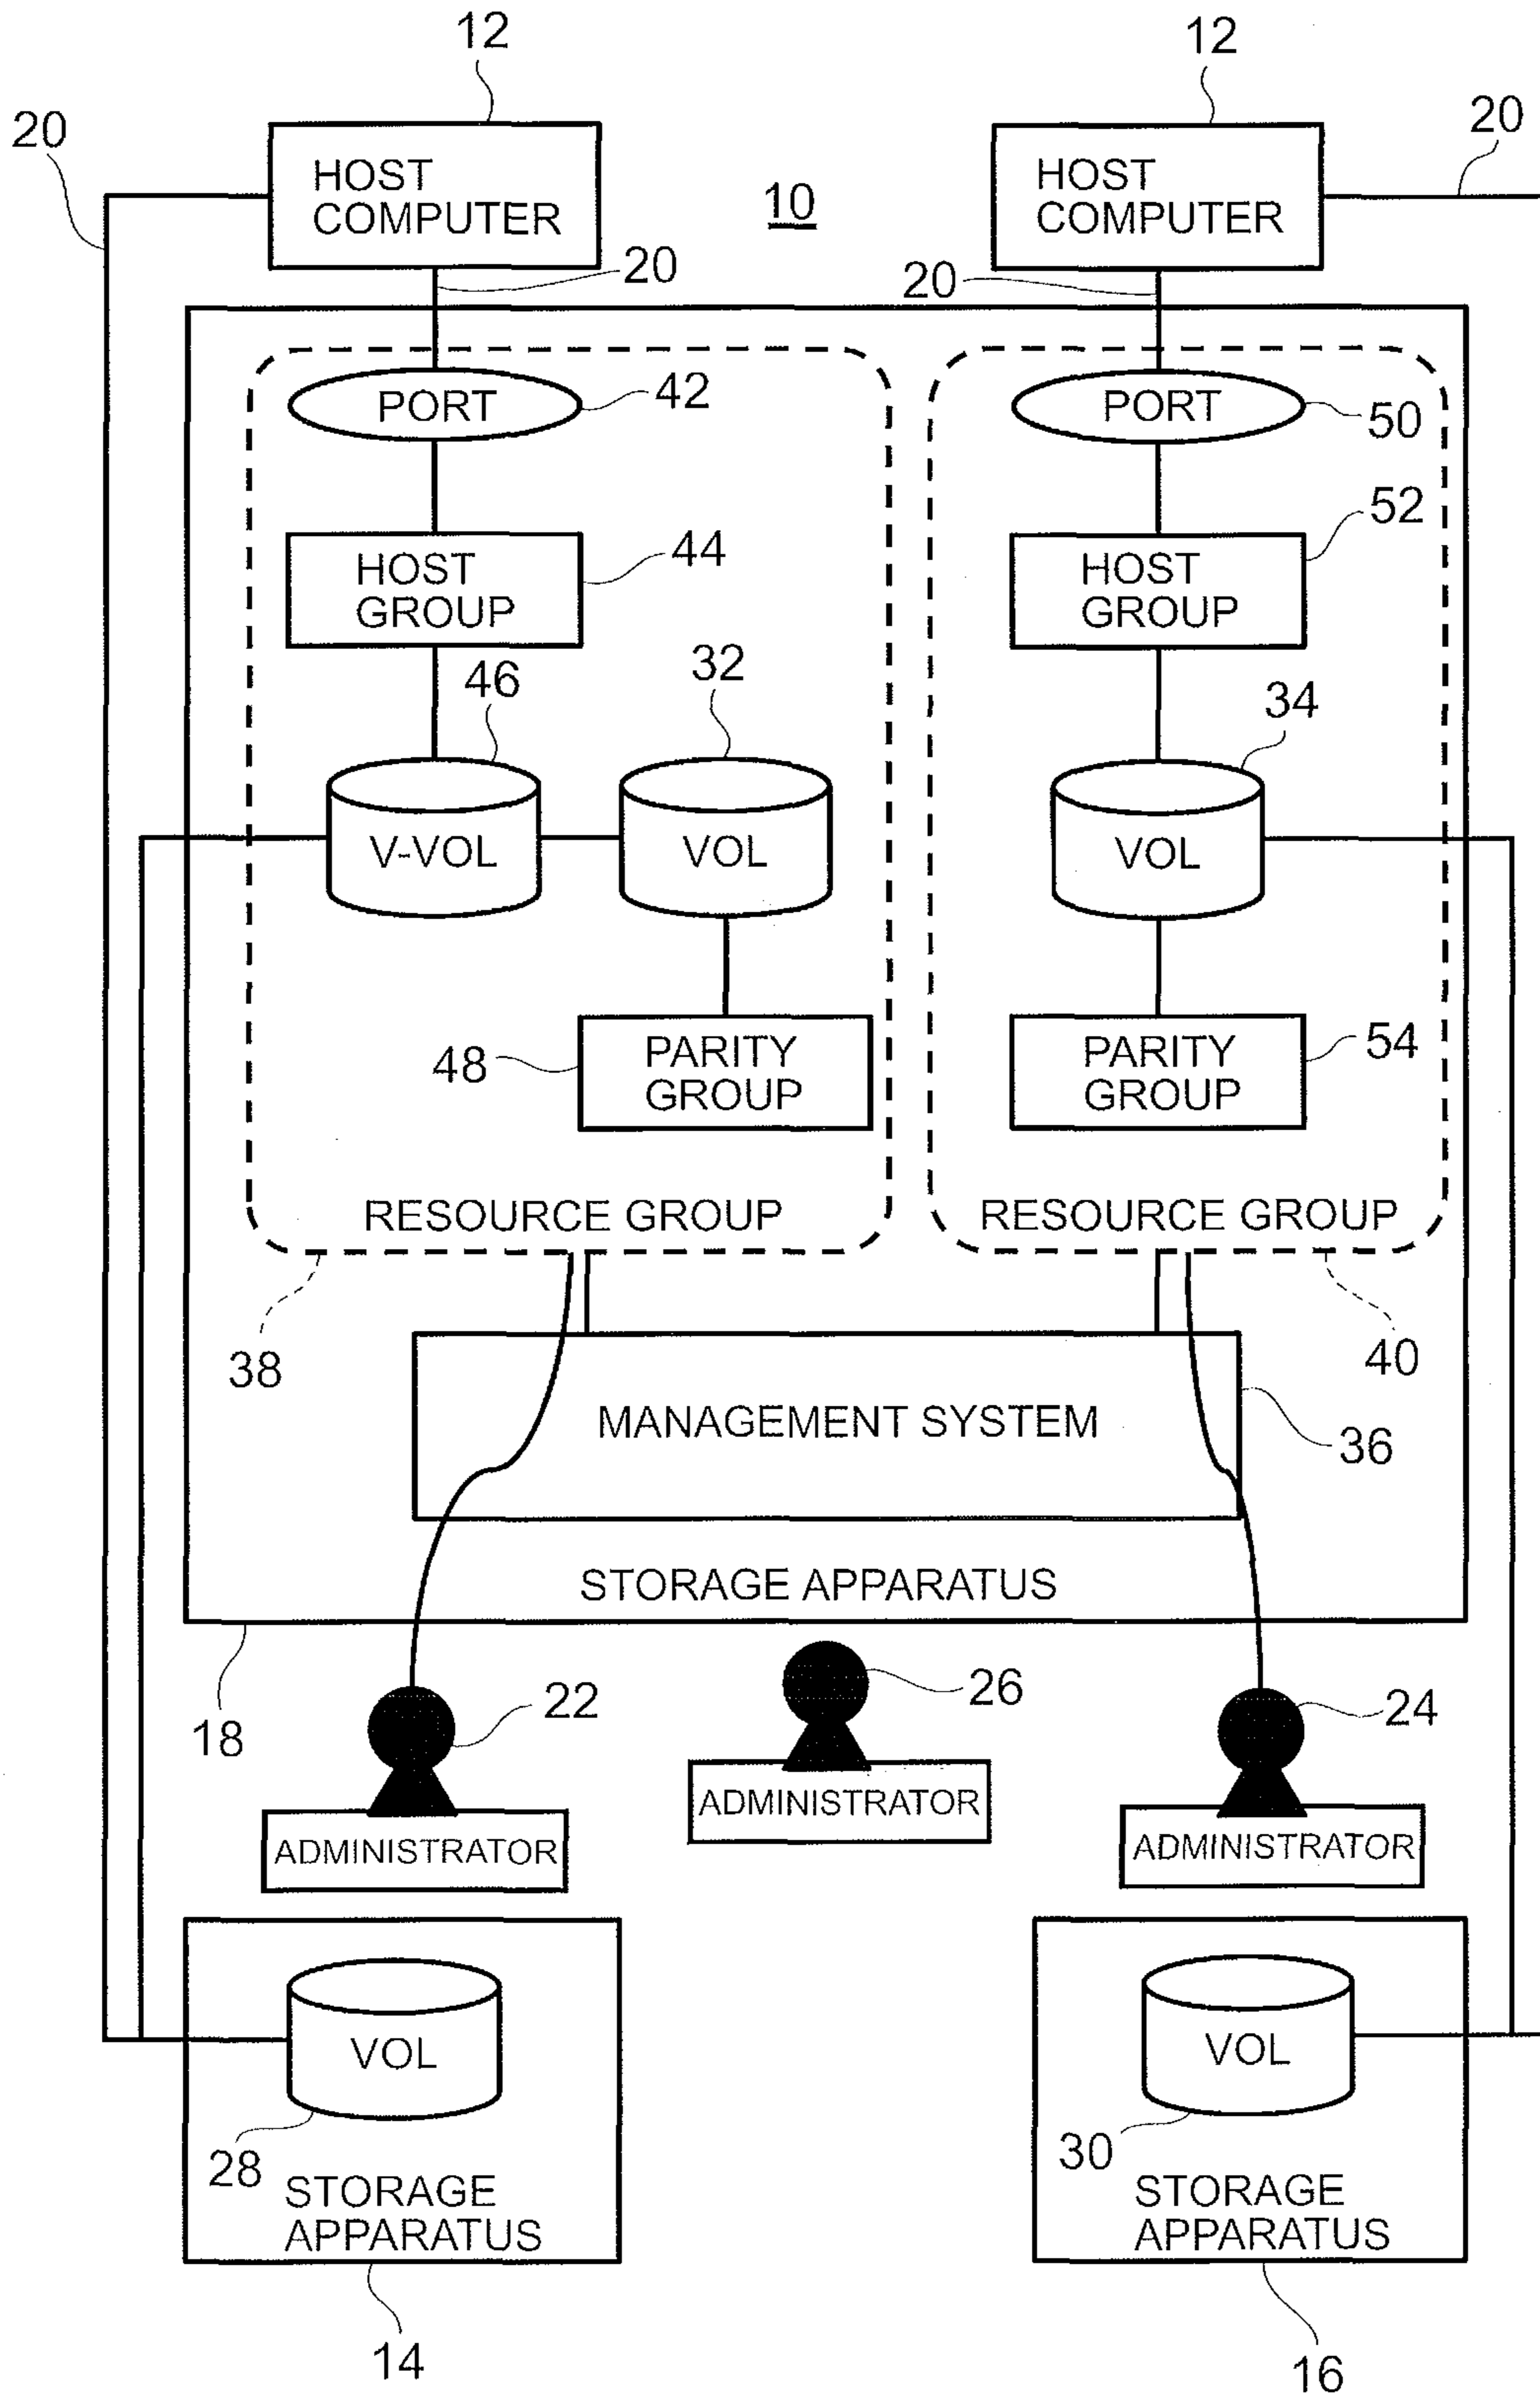 12
12
20
20
HOST
COMPUTER
10
HOST
COMPUTER
20
20
PORT
42
PORT
50
HOST
GROUP
44
HOST
GROUP
52
46
32
34
V-VOL
VOL
VOL
48
PARITY
GROUP
PARITY
GROUP
54
RESOURCE GROUP
RESOURCE GROUP
38
40
MANAGEMENT SYSTEM
36
STORAGE APPARATUS
18
22
26
24
ADMINISTRATOR
ADMINISTRATOR
ADMINISTRATOR
VOL
VOL
28
30
STORAGE
APPARATUS
STORAGE
APPARATUS
14
16